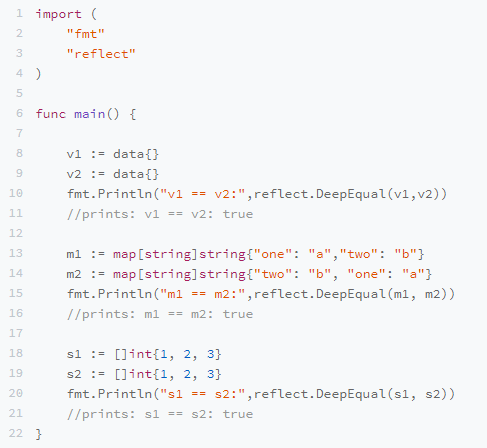 1 import (
2     "fmt"
3     "reflect"
4 )
5
6 func main() {
7
8     v1 := data{}
9     v2 := data{}
10     fmt.Println("v1 == v2:",reflect.DeepEqual(v1,v2))
11     //prints: v1 == v2: true
12
13     m1 := map[string]string{"one": "a","two": "b"}
14     m2 := map[string]string{"two": "b", "one": "a"}
15     fmt.Println("m1 == m2:",reflect.DeepEqual(m1, m2))
16     //prints: m1 == m2: true
17
18     s1 := []int{1, 2, 3}
19     s2 := []int{1, 2, 3}
20     fmt.Println("s1 == s2:",reflect.DeepEqual(s1, s2))
21     //prints: s1 == s2: true
22 }